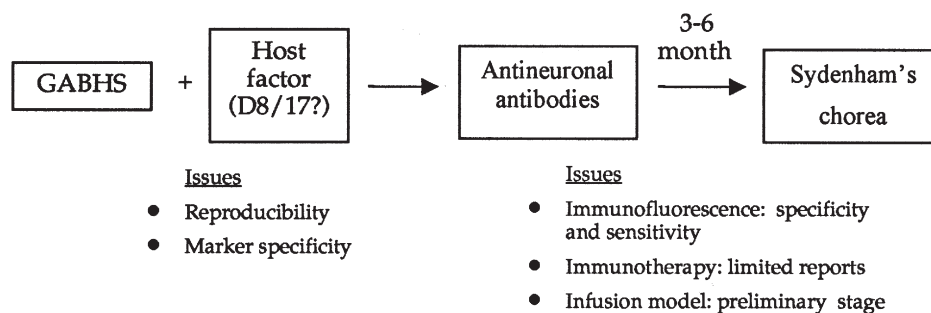 GABHS
+
Host
factor
(D8/17?)
Antineuronal
antibodies
3-6
month
Sydenham's
chorea
Issues
● Reproducibility
● Marker specificity
Issues
● Immunofluorescence: specificity
and sensitivity
● Immunotherapy: limited reports
● Infusion model: preliminary stage